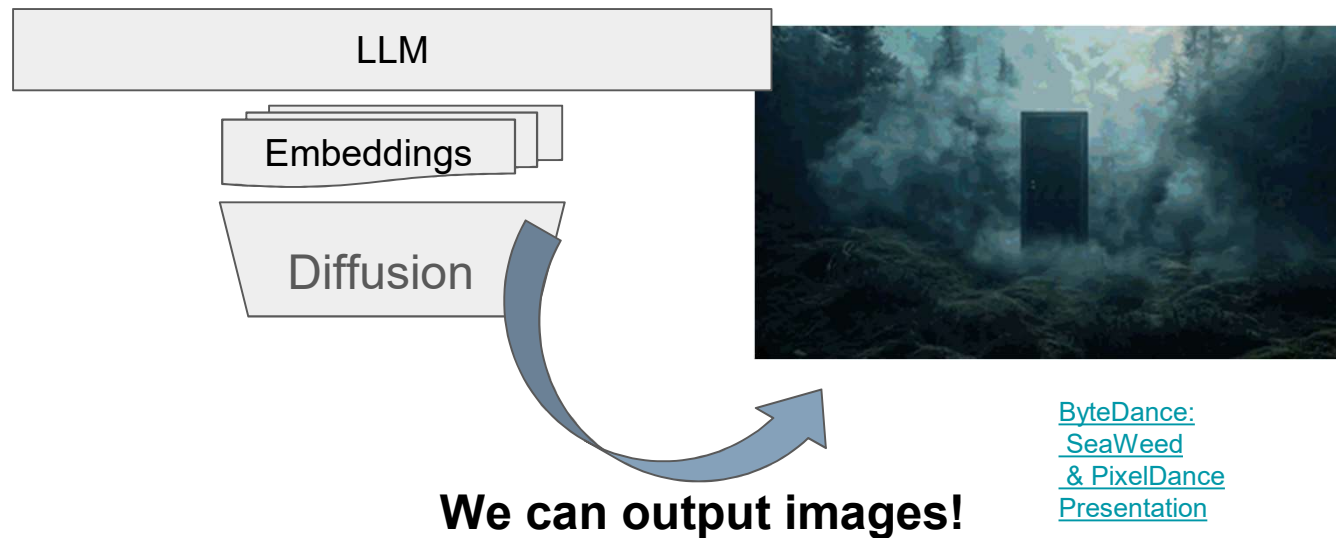 LLM
Embeddings
Diffusion
We can output images!
ByteDance:
SeaWeed
& PixelDance
Presentation